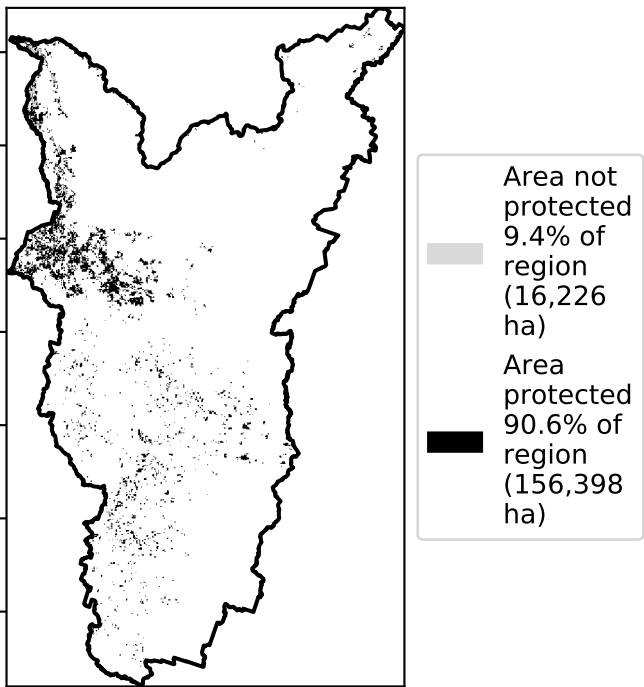 Area not
protected
9.4% of
region
(16,226
ha)
Area
protected
90.6% of
region
(156,398
ha)